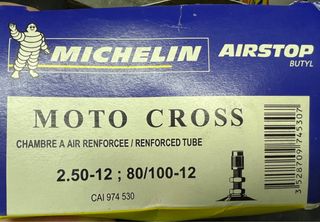 MICHELIN AIRSTOP
BUTYL
MOTO CROSS
CHAMBRE A AIR RENFORCEE / RENFORCED TUBE
2.50-12 ; 80/100-12
CAI 974 530
3528709745307